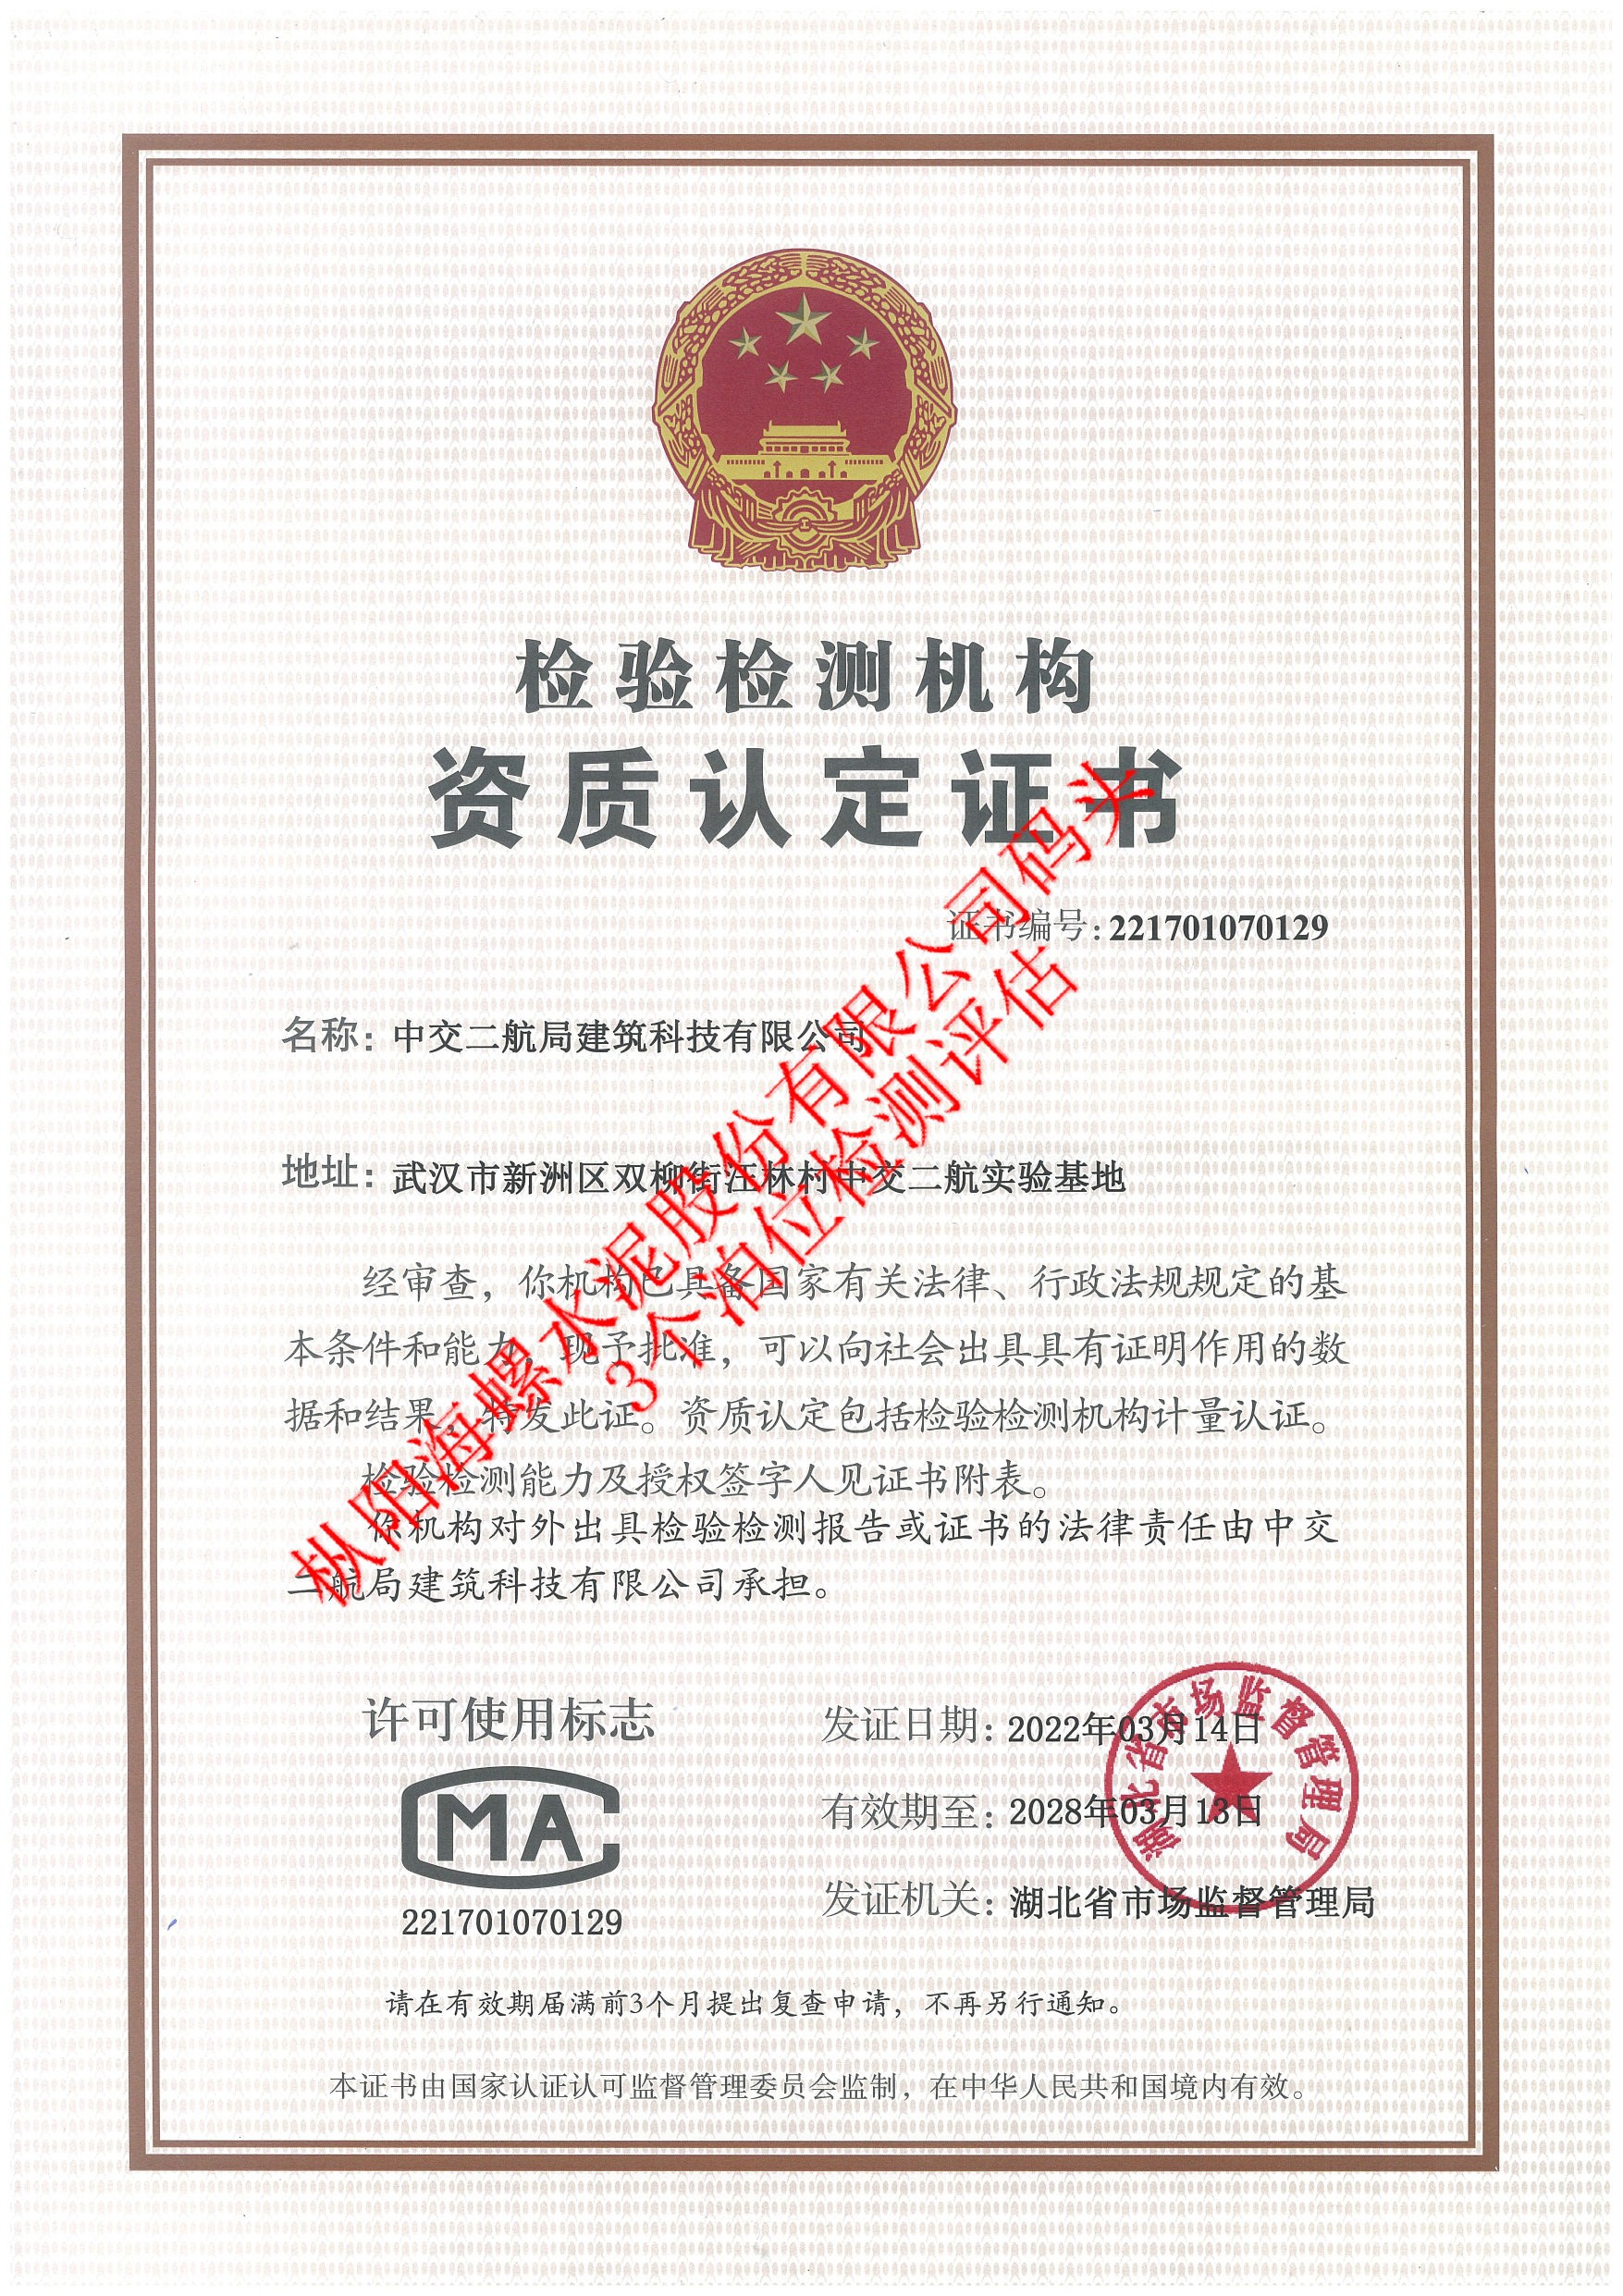 检验检测机构
资质认定证书
证书编号：221701070129
名称：中交二航局建筑科技有限公司
地址：武汉市新洲区双柳街汪林村中交二航实验基地
经审查，你机构已具备国家有关法律、行政法规规定的基
本条件和能力，现予批准，可以向社会出具具有证明作用的数
据和结果，特发此证。资质认定包括检验检测机构计量认证。
检验检测能力及授权签字人见证书附表。
你机构对外出具检验检测报告或证书的法律责任由中交
二航局建筑科技有限公司承担。
枞阳海螺水泥股份有限公司码头
3个泊位检测评估
许可使用标志
MA
221701070129
发证日期：2022年03月14日
有效期至：2028年03月13日
发证机关：湖北省市场监督管理局
湖北省市场监督管理局
请在有效期届满前3个月提出复查申请，不再另行通知。
本证书由国家认证认可监督管理委员会监制，在中华人民共和国境内有效。